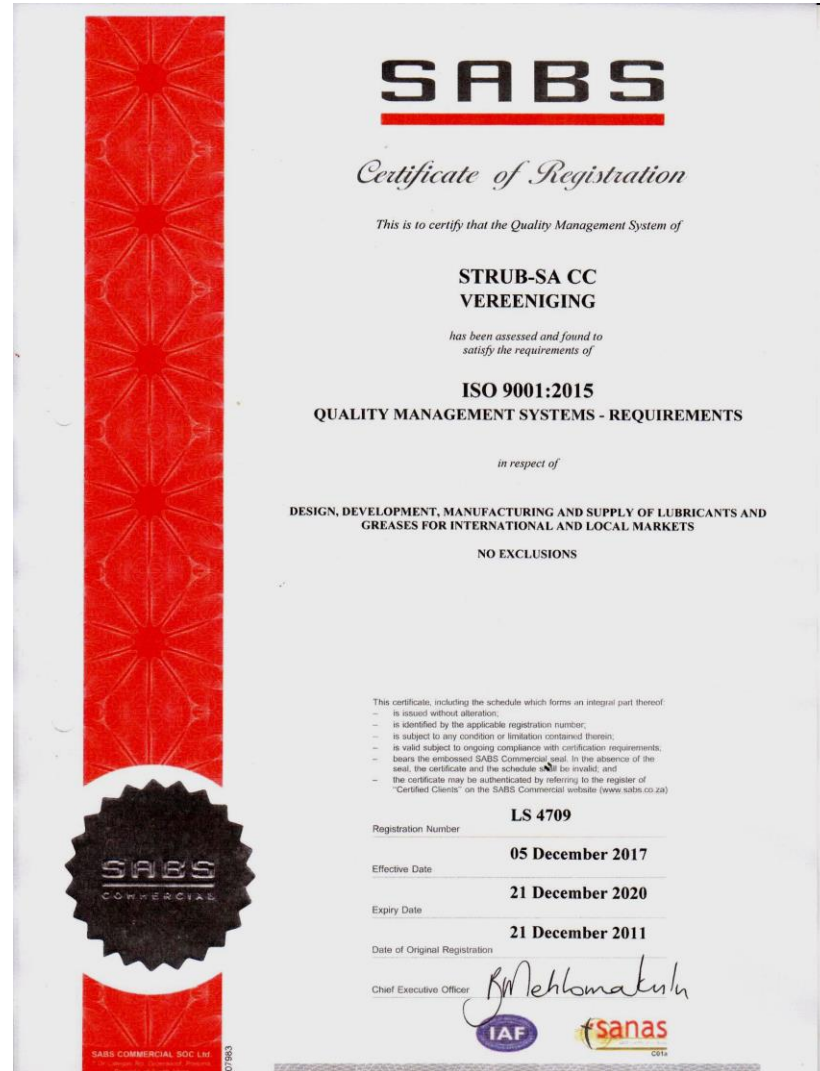 SABS
Certificate of Registration
This is to certify that the Quality Management System of
STRUB-SA CC
VEREENIGING
has been assessed and found to
satisfy the requirements of
ISO 9001:2015
QUALITY MANAGEMENT SYSTEMS - REQUIREMENTS
in respect of
DESIGN, DEVELOPMENT, MANUFACTURING AND SUPPLY OF LUBRICANTS AND
GREASES FOR INTERNATIONAL AND LOCAL MARKETS
NO EXCLUSIONS
This certificate, including the schedule which forms an integral part thereof:
– is issued without alteration;
– is identified by the applicable registration number;
– is subject to any condition or limitation contained therein;
– is valid subject to ongoing compliance with certification requirements;
– bears the embossed SABS Commercial seal. In the absence of the
seal, the certificate and the schedule shall be invalid; and
– the certificate may be authenticated by referring to the register of
"Certified Clients" on the SABS Commercial website (www.sabs.co.za)
LS 4709
Registration Number
05 December 2017
Effective Date
21 December 2020
Expiry Date
21 December 2011
Date of Original Registration
Chief Executive Officer
SABS
COMMERCIAL
IAF
sanas
C01a
SABS COMMERCIAL SOC Ltd.
07983